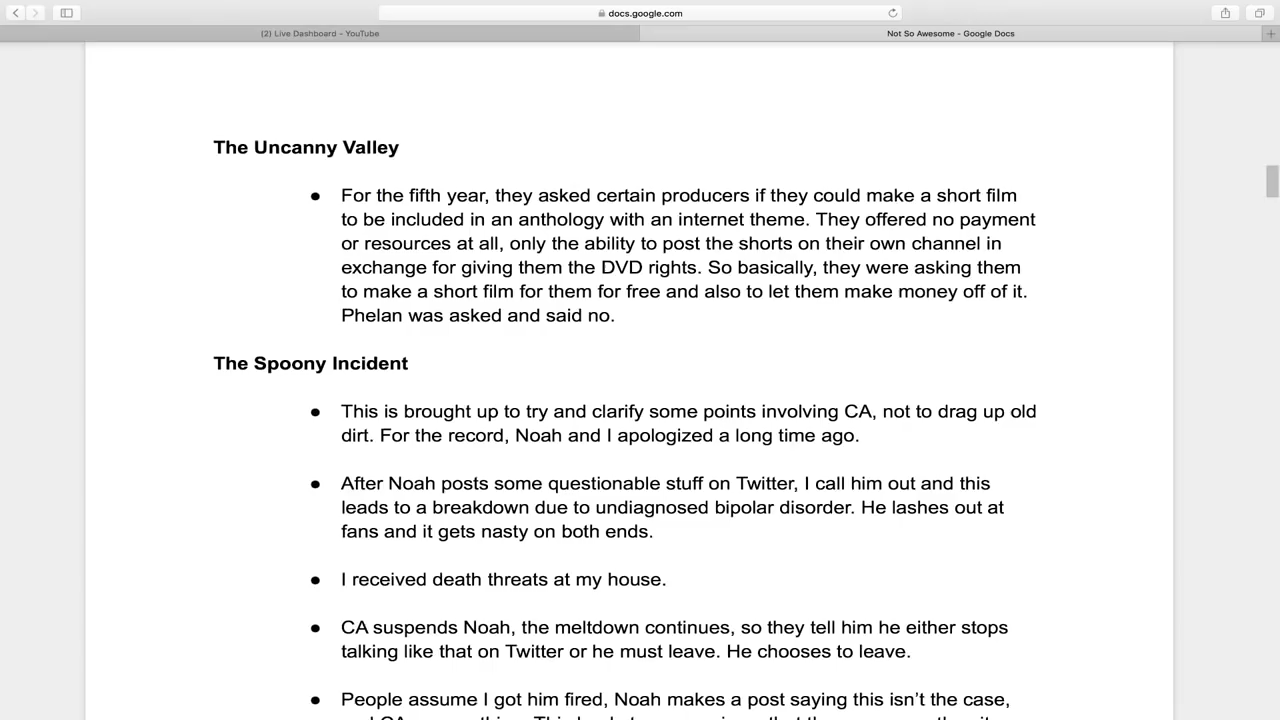 docs.google.com
(2) Live Dashboard - YouTube
Not So Awesome - Google Docs
The Uncanny Valley
● For the fifth year, they asked certain producers if they could make a short film
to be included in an anthology with an internet theme. They offered no payment
or resources at all, only the ability to post the shorts on their own channel in
exchange for giving them the DVD rights. So basically, they were asking them
to make a short film for them for free and also to let them make money off of it.
Phelan was asked and said no.
The Spoony Incident
● This is brought up to try and clarify some points involving CA, not to drag up old
dirt. For the record, Noah and I apologized a long time ago.
● After Noah posts some questionable stuff on Twitter, I call him out and this
leads to a breakdown due to undiagnosed bipolar disorder. He lashes out at
fans and it gets nasty on both ends.
● I received death threats at my house.
● CA suspends Noah, the meltdown continues, so they tell him he either stops
talking like that on Twitter or he must leave. He chooses to leave.
● People assume I got him fired, Noah makes a post saying this isn't the case,